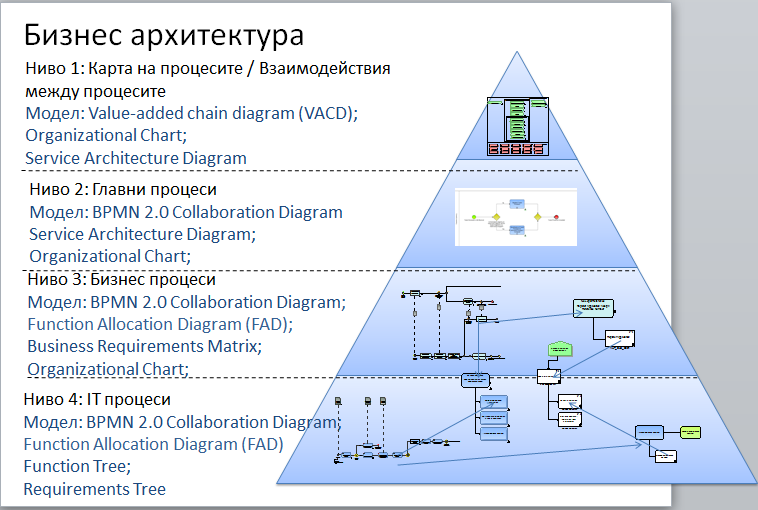 Бизнес архитектура
Ниво 1: Карта на процесите / Взаимодействия
между процесите
Модел: Value-added chain diagram (VACD);
Organizational Chart;
Service Architecture Diagram
Ниво 2: Главни процеси
Модел: BPMN 2.0 Collaboration Diagram
Service Architecture Diagram;
Organizational Chart;
Ниво 3: Бизнес процеси
Модел: BPMN 2.0 Collaboration Diagram;
Function Allocation Diagram (FAD);
Business Requirements Matrix;
Organizational Chart;
Ниво 4: IT процеси
Модел: BPMN 2.0 Collaboration Diagram;
Function Allocation Diagram (FAD)
Function Tree;
Requirements Tree